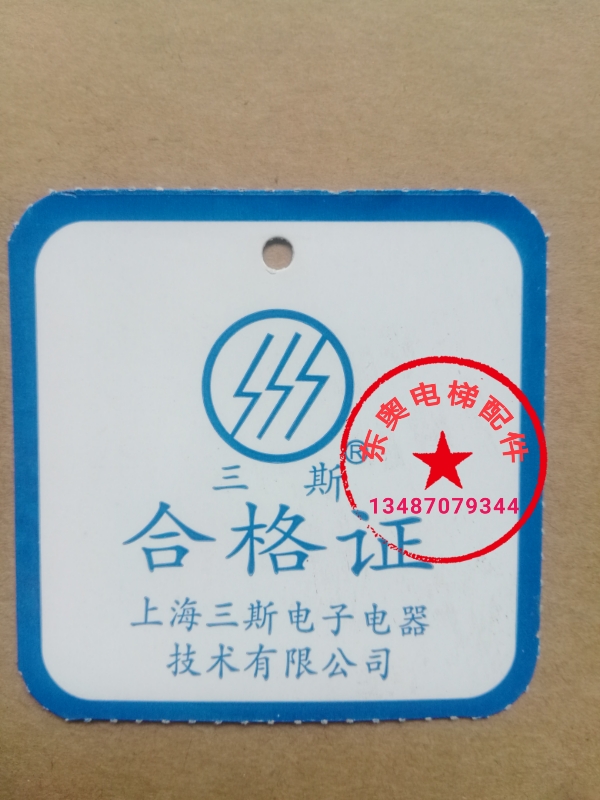 三 斯®
合格证
上海三斯电子电器
技术有限公司
东奥电梯配件
13487079344